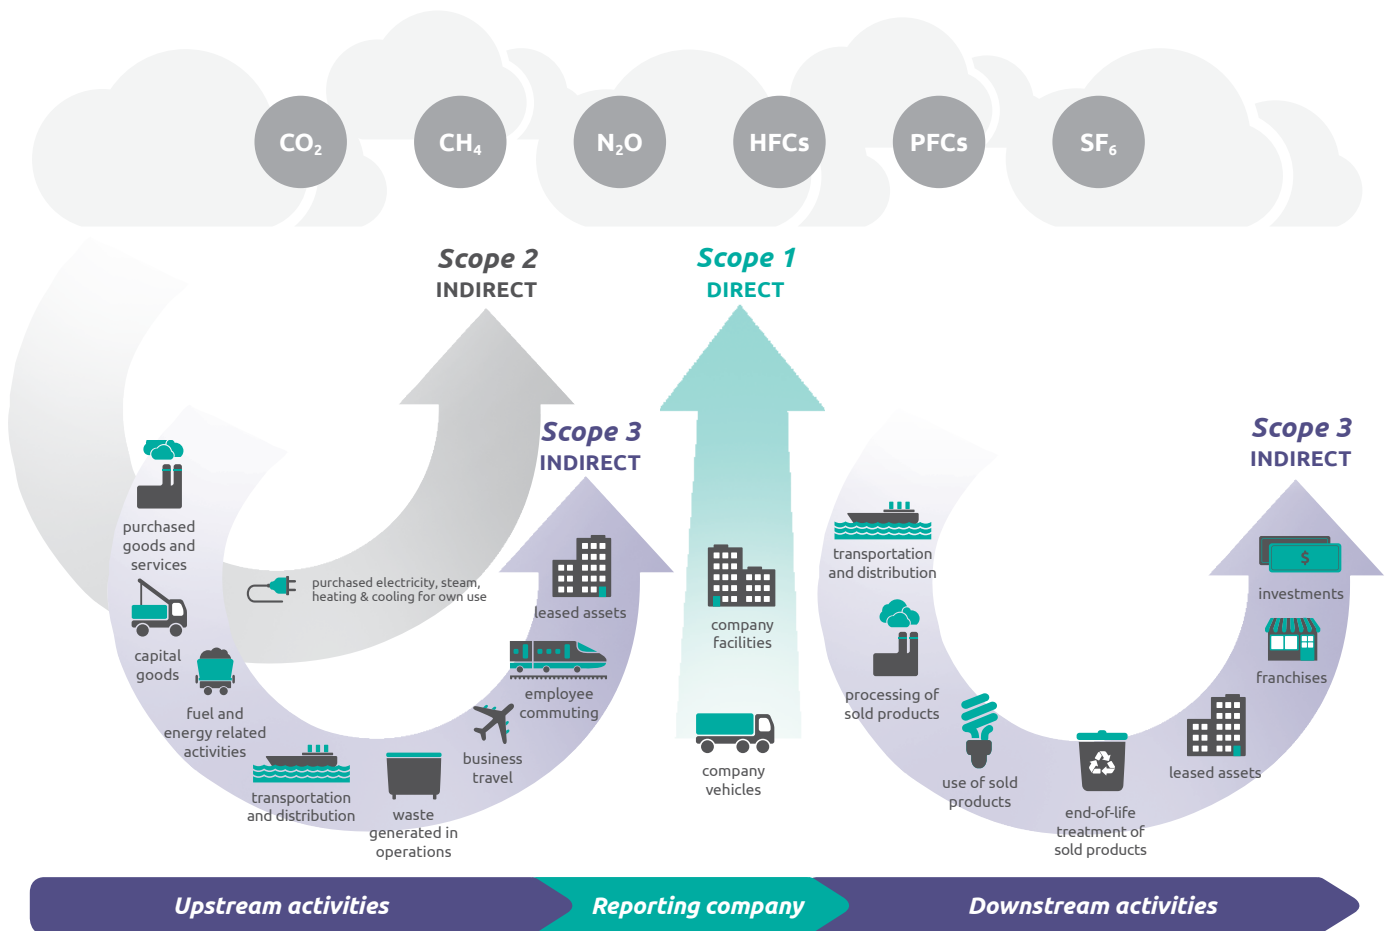 CO₂
CH₄
N₂O
HFCs
PFCs
SF₆
Scope 2
INDIRECT
Scope 1
DIRECT
Scope 3
INDIRECT
Scope 3
INDIRECT
purchased
goods and
services
capital
goods
fuel and
energy related
activities
transportation
and distribution
waste
generated in
operations
business
travel
employee
commuting
leased assets
purchased electricity, steam,
heating & cooling for own use
company
facilities
company
vehicles
transportation
and distribution
processing of
sold products
use of sold
products
end-of-life
treatment of
sold products
leased assets
franchises
$
investments
Upstream activities
Reporting company
Downstream activities